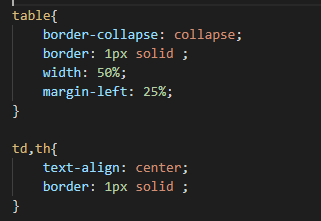 table{
    border-collapse: collapse;
    border: 1px solid ;
    width: 50%;
    margin-left: 25%;
}

td,th{
    text-align: center;
    border: 1px solid ;
}